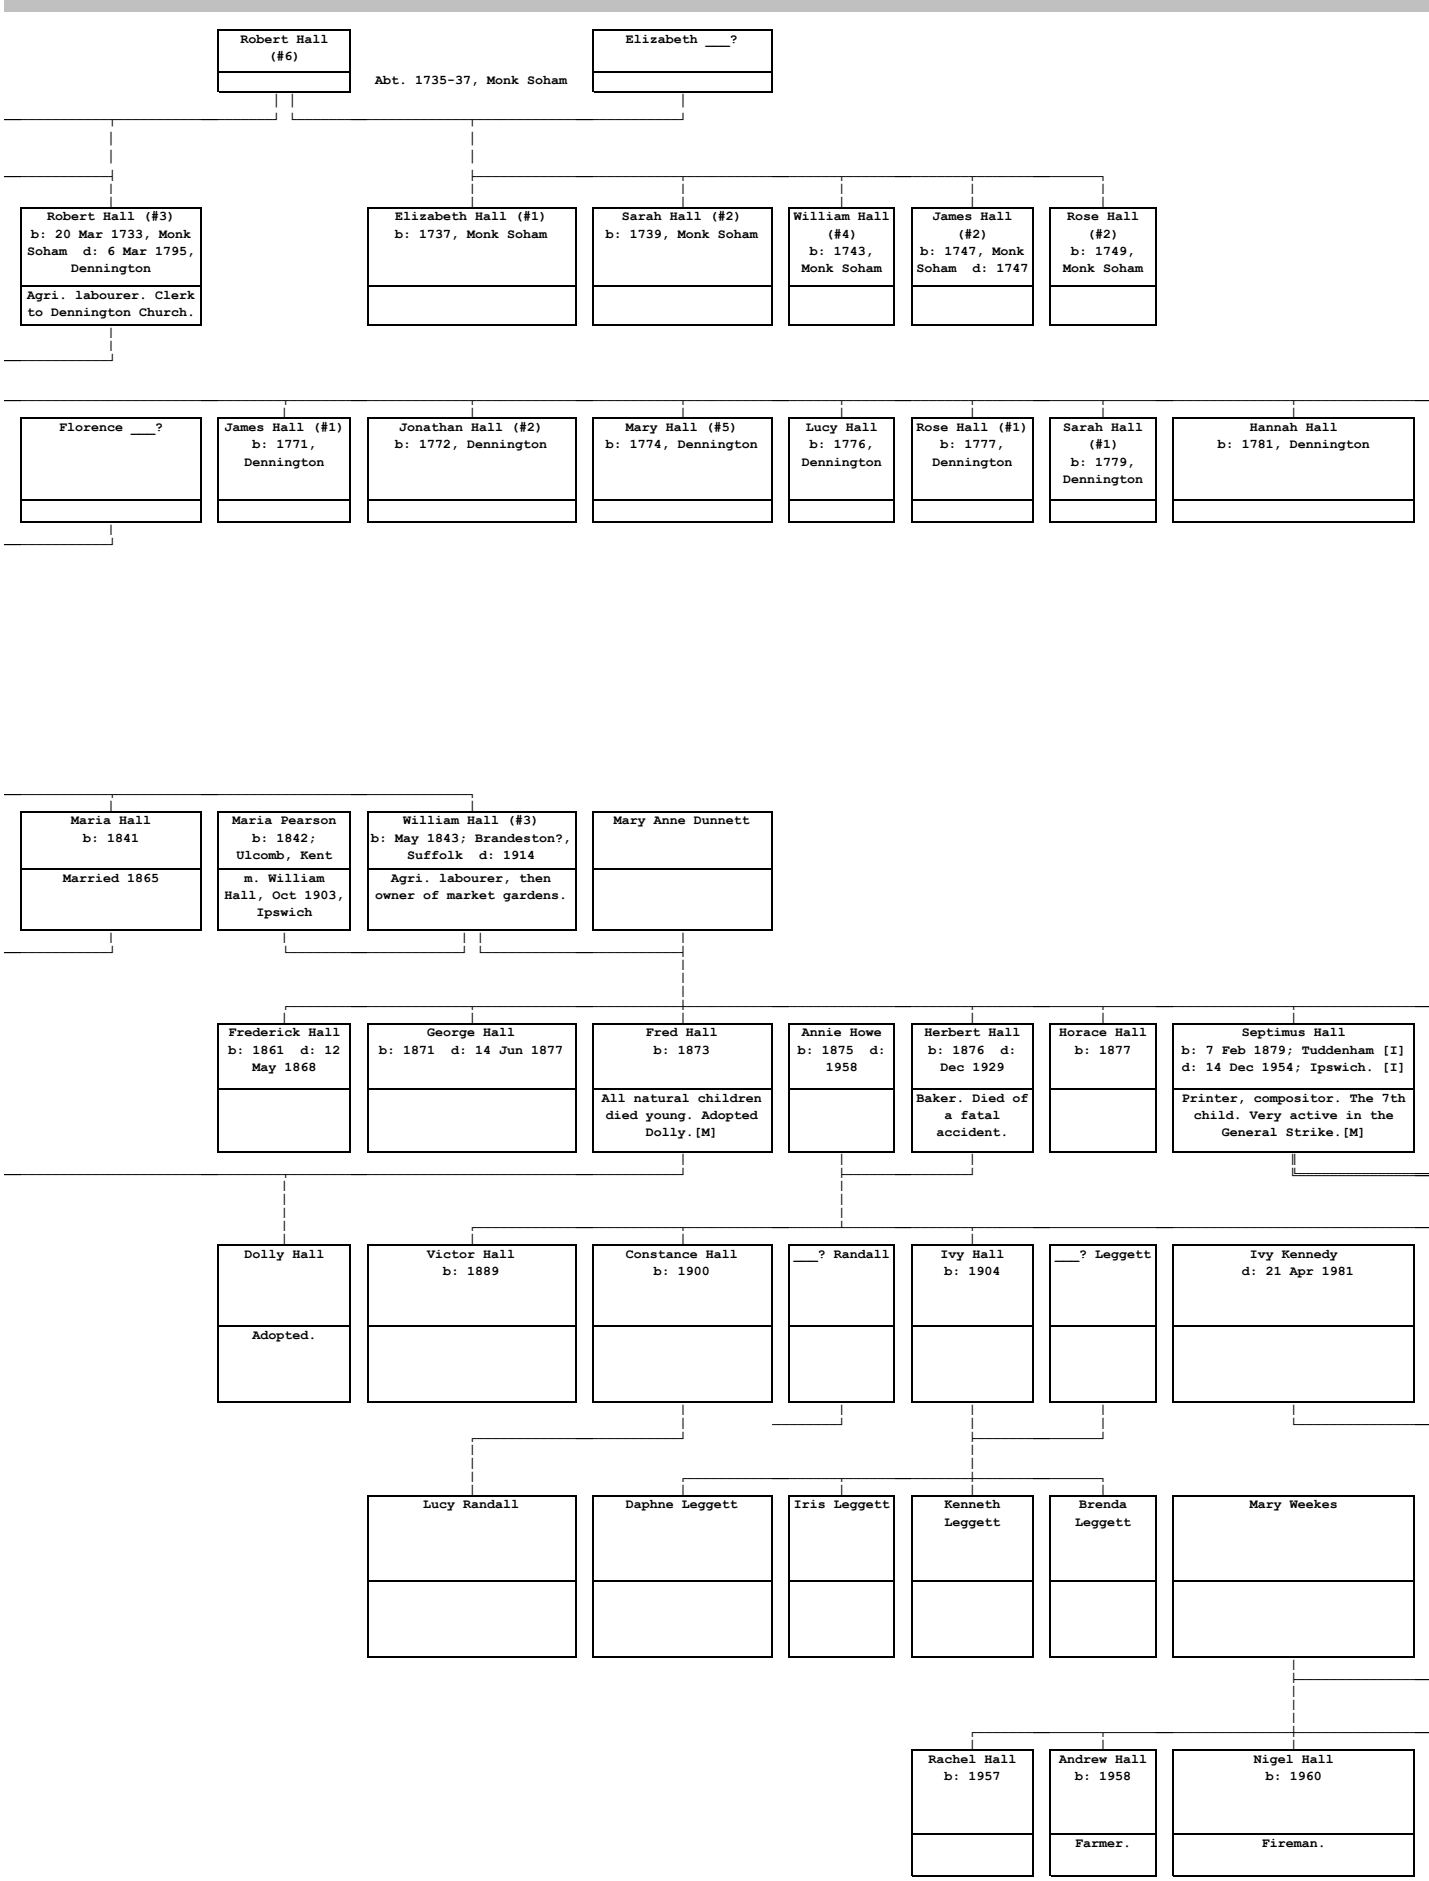 Robert Hall
(#6)
Abt. 1735-37, Monk Soham
Elizabeth ___?
Robert Hall (#3)
b: 20 Mar 1733, Monk
Soham  d: 6 Mar 1795,
Dennington
Agri. labourer. Clerk
to Dennington Church.
Elizabeth Hall (#1)
b: 1737, Monk Soham
Sarah Hall (#2)
b: 1739, Monk Soham
William Hall
(#4)
b: 1743,
Monk Soham
James Hall
(#2)
b: 1747, Monk
Soham  d: 1747
Rose Hall
(#2)
b: 1749,
Monk Soham
Florence ___?
James Hall (#1)
b: 1771,
Dennington
Jonathan Hall (#2)
b: 1772, Dennington
Mary Hall (#5)
b: 1774, Dennington
Lucy Hall
b: 1776,
Dennington
Rose Hall (#1)
b: 1777,
Dennington
Sarah Hall
(#1)
b: 1779,
Dennington
Hannah Hall
b: 1781, Dennington
Maria Hall
b: 1841
Married 1865
Maria Pearson
b: 1842;
Ulcomb, Kent
m. William
Hall, Oct 1903,
Ipswich
William Hall (#3)
b: May 1843; Brandeston?,
Suffolk  d: 1914
Agri. labourer, then
owner of market gardens.
Mary Anne Dunnett
Frederick Hall
b: 1861  d: 12
May 1868
George Hall
b: 1871  d: 14 Jun 1877
Fred Hall
b: 1873
All natural children
died young. Adopted
Dolly.[M]
Annie Howe
b: 1875  d:
1958
Herbert Hall
b: 1876  d:
Dec 1929
Baker. Died of
a fatal
accident.
Horace Hall
b: 1877
Septimus Hall
b: 7 Feb 1879; Tuddenham [I]
d: 14 Dec 1954; Ipswich. [I]
Printer, compositor. The 7th
child. Very active in the
General Strike.[M]
Dolly Hall
Adopted.
Victor Hall
b: 1889
Constance Hall
b: 1900
___? Randall
Ivy Hall
b: 1904
___? Leggett
Ivy Kennedy
d: 21 Apr 1981
Lucy Randall
Daphne Leggett
Iris Leggett
Kenneth
Leggett
Brenda
Leggett
Mary Weekes
Rachel Hall
b: 1957
Andrew Hall
b: 1958
Farmer.
Nigel Hall
b: 1960
Fireman.